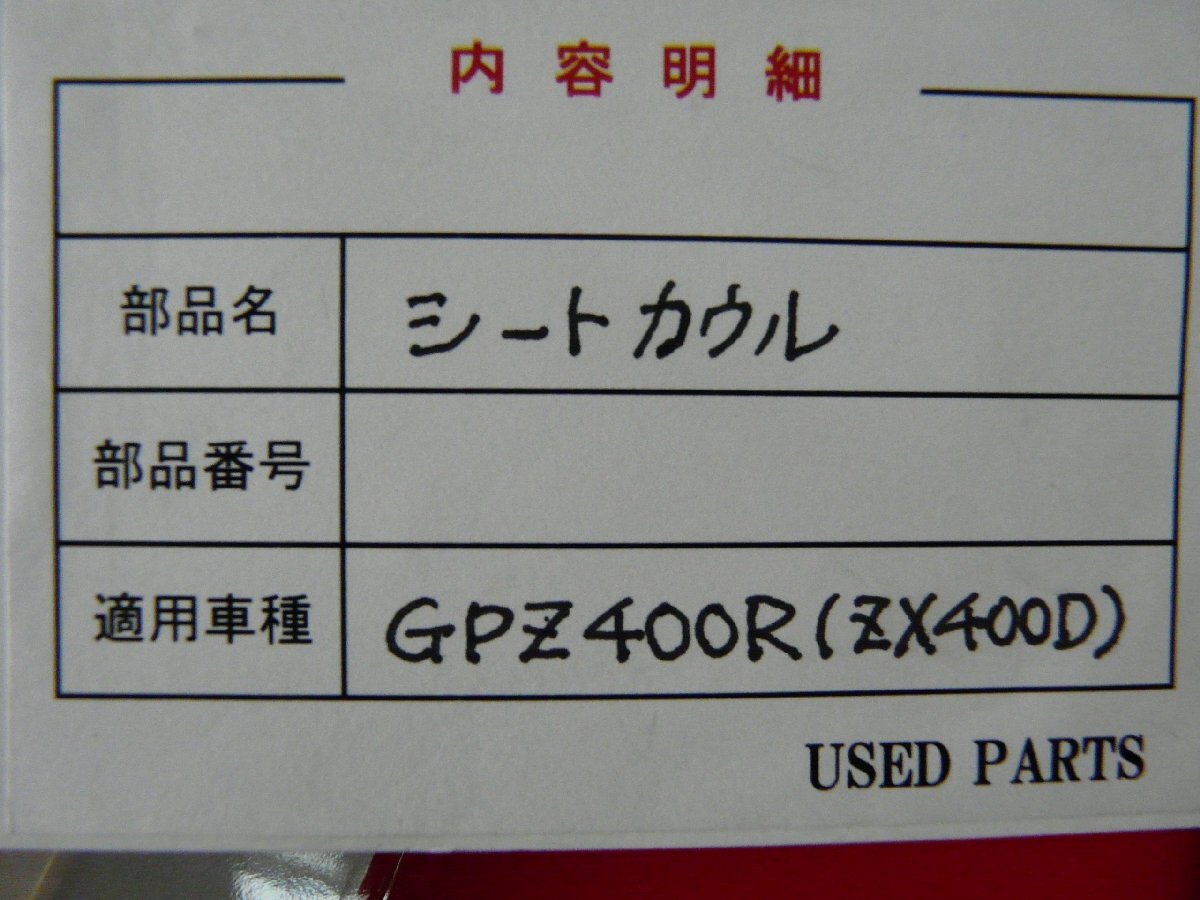 内容明細
部品名 シートカウル
部品番号
適用車種 GPZ400R(ZX400D)
USED PARTS